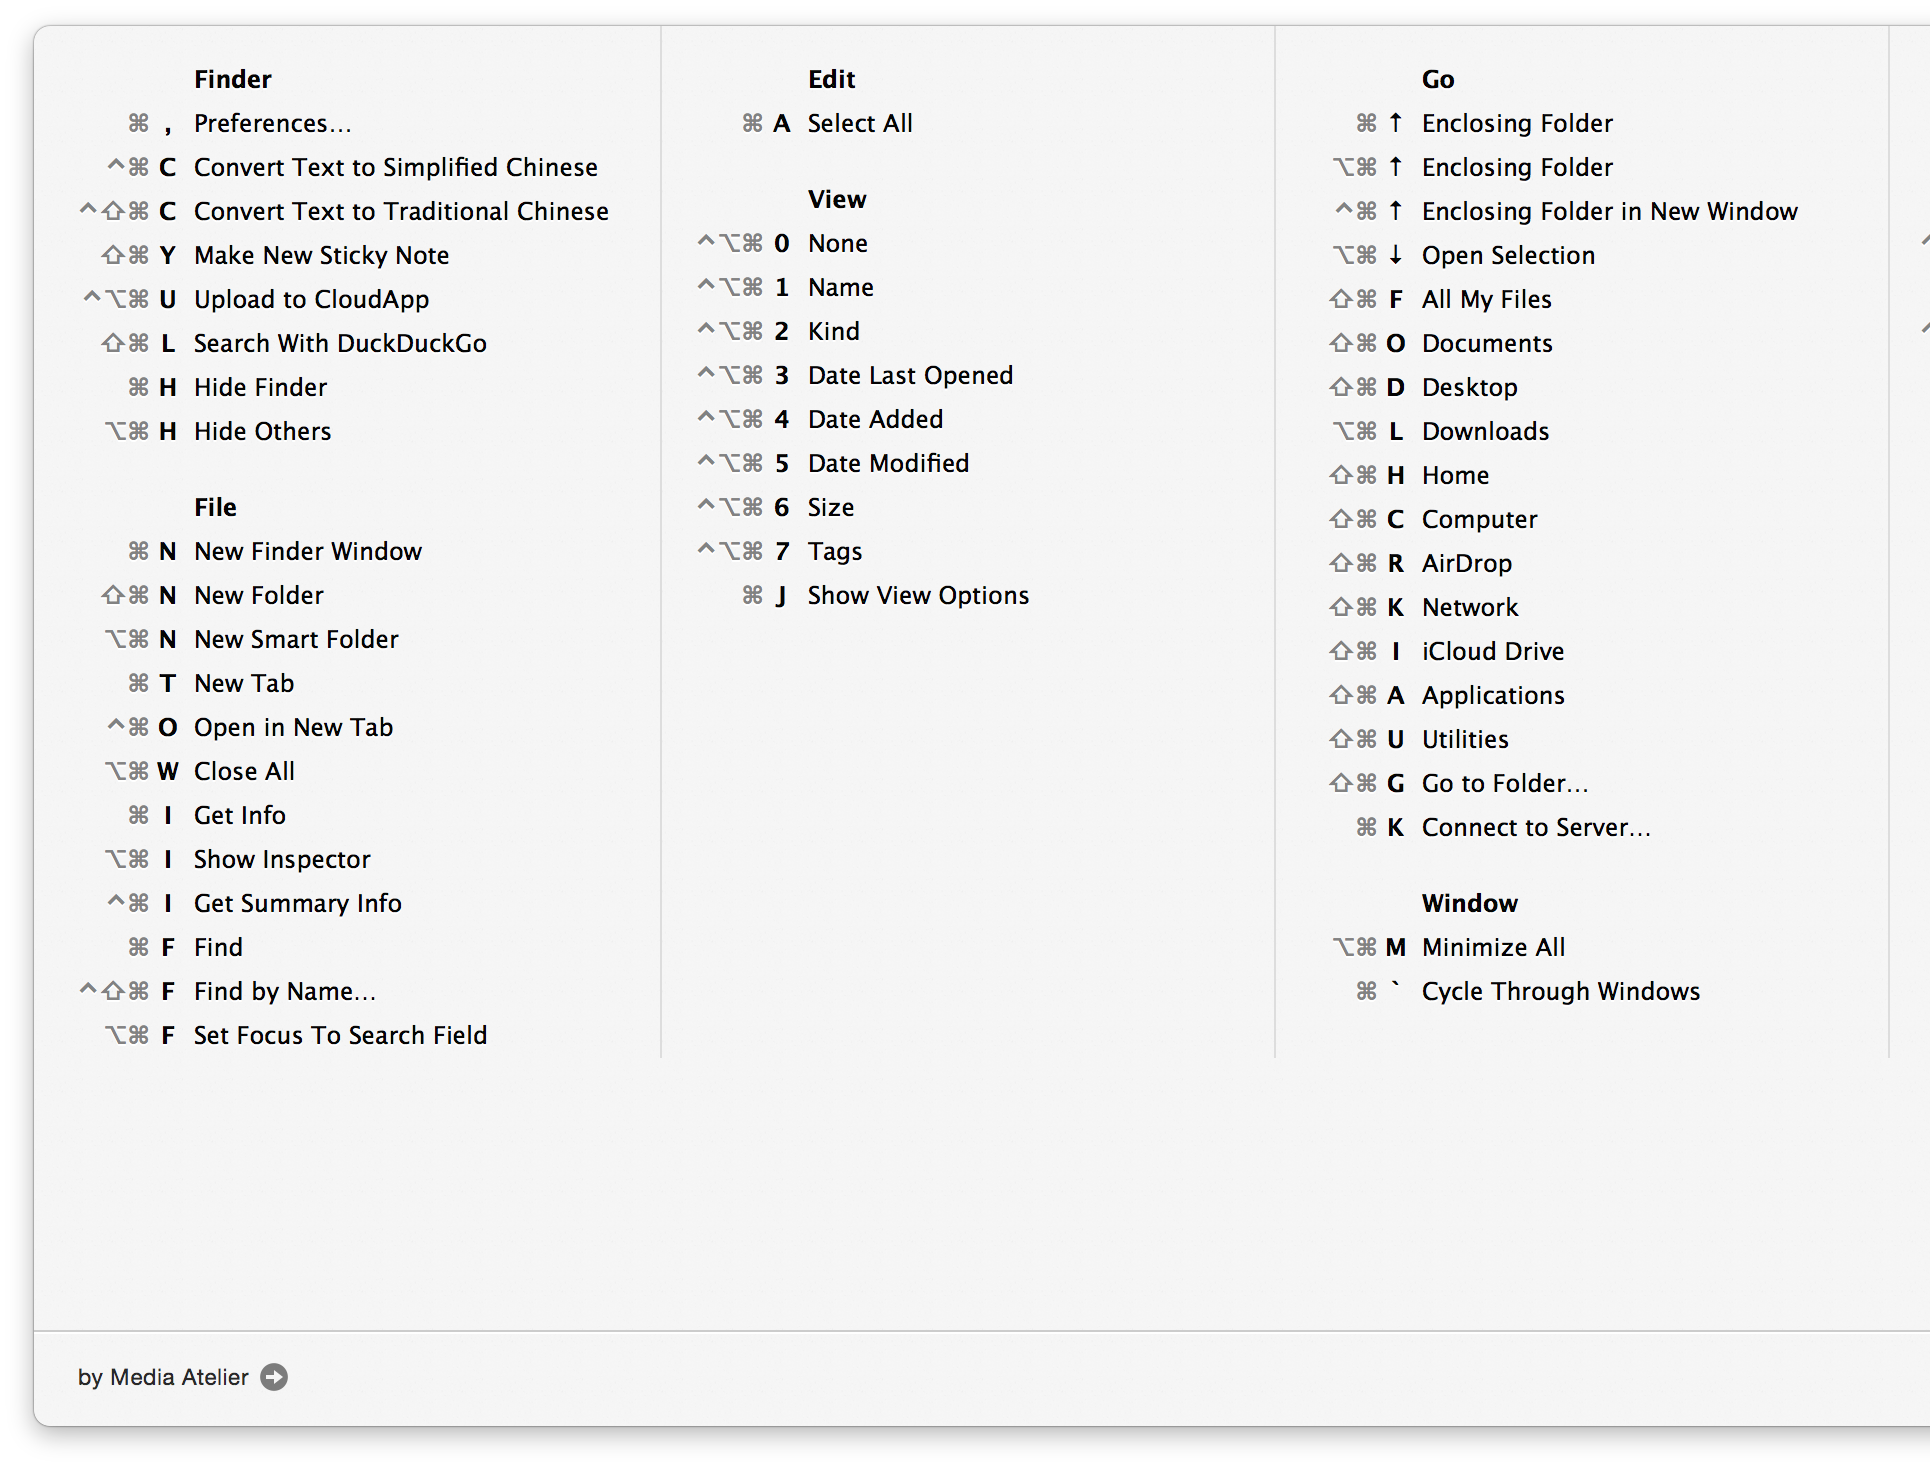 Finder
⌘ , Preferences…
^⌘ C Convert Text to Simplified Chinese
^⇧⌘ C Convert Text to Traditional Chinese
⇧⌘ Y Make New Sticky Note
^⌥⌘ U Upload to CloudApp
⇧⌘ L Search With DuckDuckGo
⌘ H Hide Finder
⌥⌘ H Hide Others
File
⌘ N New Finder Window
⇧⌘ N New Folder
⌥⌘ N New Smart Folder
⌘ T New Tab
^⌘ O Open in New Tab
⌥⌘ W Close All
⌘ I Get Info
⌥⌘ I Show Inspector
^⌘ I Get Summary Info
⌘ F Find
^⇧⌘ F Find by Name…
⌥⌘ F Set Focus To Search Field
Edit
⌘ A Select All
View
^⌥⌘ 0 None
^⌥⌘ 1 Name
^⌥⌘ 2 Kind
^⌥⌘ 3 Date Last Opened
^⌥⌘ 4 Date Added
^⌥⌘ 5 Date Modified
^⌥⌘ 6 Size
^⌥⌘ 7 Tags
⌘ J Show View Options
Go
⌘ ↑ Enclosing Folder
⌥⌘ ↑ Enclosing Folder
^⌘ ↑ Enclosing Folder in New Window
⌥⌘ ↓ Open Selection
⇧⌘ F All My Files
⇧⌘ O Documents
⇧⌘ D Desktop
⌥⌘ L Downloads
⇧⌘ H Home
⇧⌘ C Computer
⇧⌘ R AirDrop
⇧⌘ K Network
⇧⌘ I iCloud Drive
⇧⌘ A Applications
⇧⌘ U Utilities
⇧⌘ G Go to Folder…
⌘ K Connect to Server…
Window
⌥⌘ M Minimize All
⌘ ` Cycle Through Windows
by Media Atelier